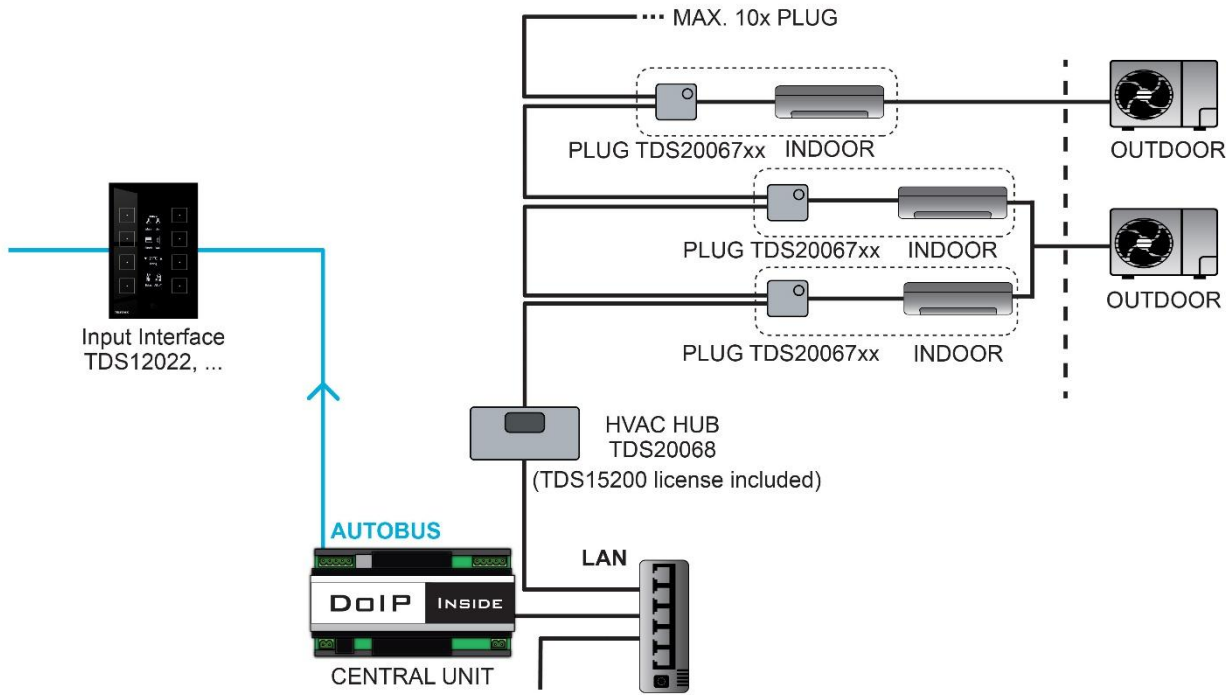 MAX. 10x PLUG
PLUG TDS20067xx INDOOR
OUTDOOR
PLUG TDS20067xx INDOOR
OUTDOOR
PLUG TDS20067xx INDOOR
Input Interface
TDS12022, ...
HVAC HUB
TDS20068
(TDS15200 license included)
AUTOBUS
LAN
DoIP INSIDE
CENTRAL UNIT